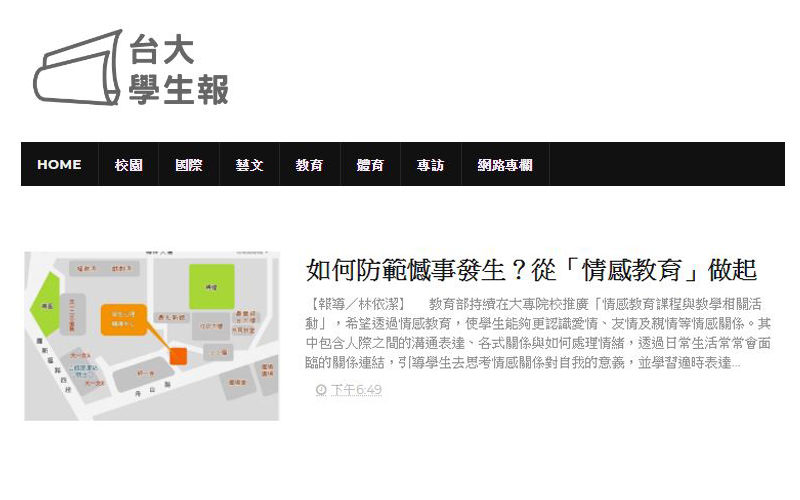 台大
學生報
HOME 校園 國際 藝文 教育 體育 專訪 網路專欄
如何防範憾事發生？從「情感教育」做起
【報導／林依潔】 教育部持續在大專院校推廣「情感教育課程與教學相關活
動」，希望透過情感教育，使學生能夠更認識愛情、友情及親情等情感關係。其
中包含人際之間的溝通表達、各式關係與如何處理情緒，透過日常生活常常會面
臨的關係連結，引導學生去思考情感關係對自我的意義，並學習適時表達...
下午6:49
舟山路